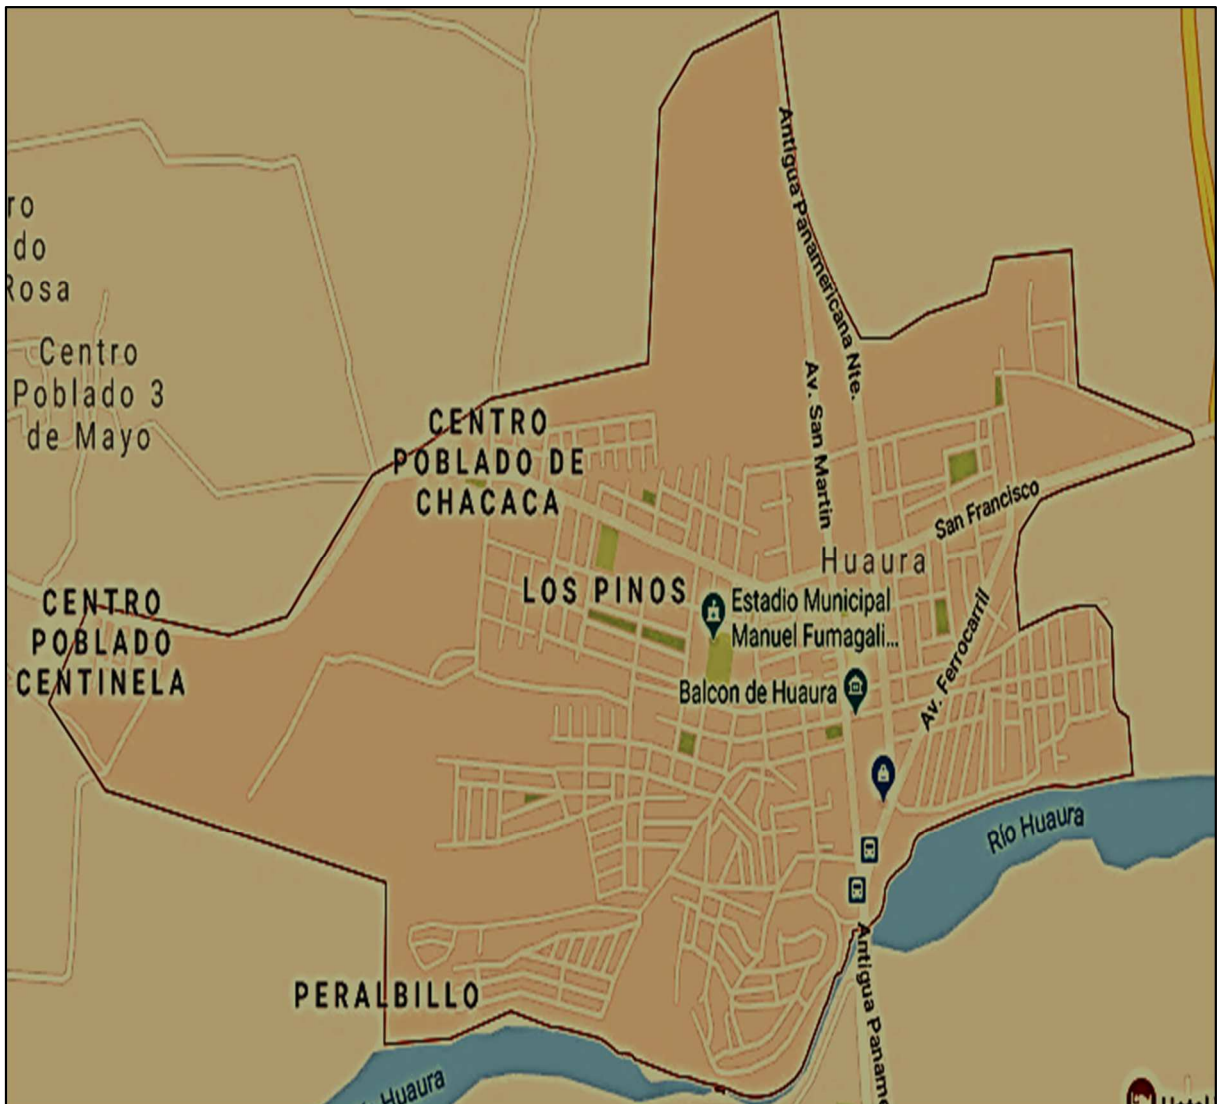 Antigua Panamericana Nte.
ro
do
Rosa
Centro
Poblado 3
de Mayo
Av. San Martin
CENTRO
POBLADO DE
CHACACA
San Francisco
Huaura
LOS PINOS
Estadio Municipal
Manuel Fumagali...
CENTRO
POBLADO
CENTINELA
Av. Ferrocarril
Balcon de Huaura
Río Huaura
PERALBILLO
Antigua Paname
Huaura
Hotel